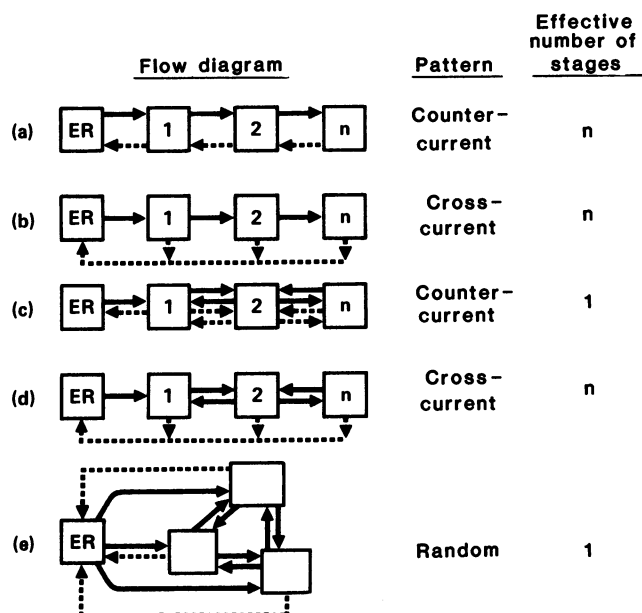 Flow diagram
Pattern
Effective
number of
stages
(a) ER 1 2 n
Counter-
current
n
(b) ER 1 2 n
Cross-
current
n
(c) ER 1 2 n
Counter-
current
1
(d) ER 1 2 n
Cross-
current
n
(e) ER
Random
1